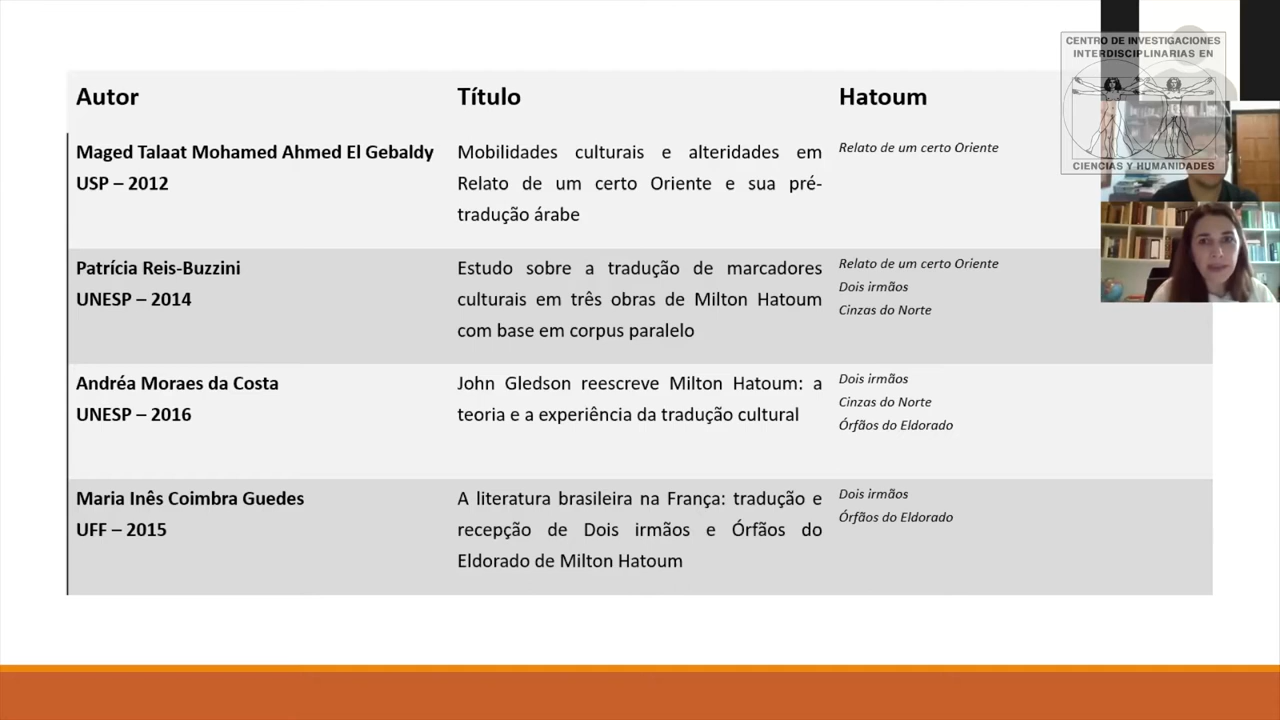 CENTRO DE INVESTIGACIONES
INTERDISCIPLINARIAS EN
CIENCIAS Y HUMANIDADES
Autor
Título
Hatoum
Maged Talaat Mohamed Ahmed El Gebaldy
USP – 2012
Mobilidades culturais e alteridades em
Relato de um certo Oriente e sua pré-
tradução árabe
Relato de um certo Oriente
Patrícia Reis-Buzzini
UNESP – 2014
Estudo sobre a tradução de marcadores
culturais em três obras de Milton Hatoum
com base em corpus paralelo
Relato de um certo Oriente
Dois irmãos
Cinzas do Norte
Andréa Moraes da Costa
UNESP – 2016
John Gledson reescreve Milton Hatoum: a
teoria e a experiência da tradução cultural
Dois irmãos
Cinzas do Norte
Órfãos do Eldorado
Maria Inês Coimbra Guedes
UFF – 2015
A literatura brasileira na França: tradução e
recepção de Dois irmãos e Órfãos do
Eldorado de Milton Hatoum
Dois irmãos
Órfãos do Eldorado